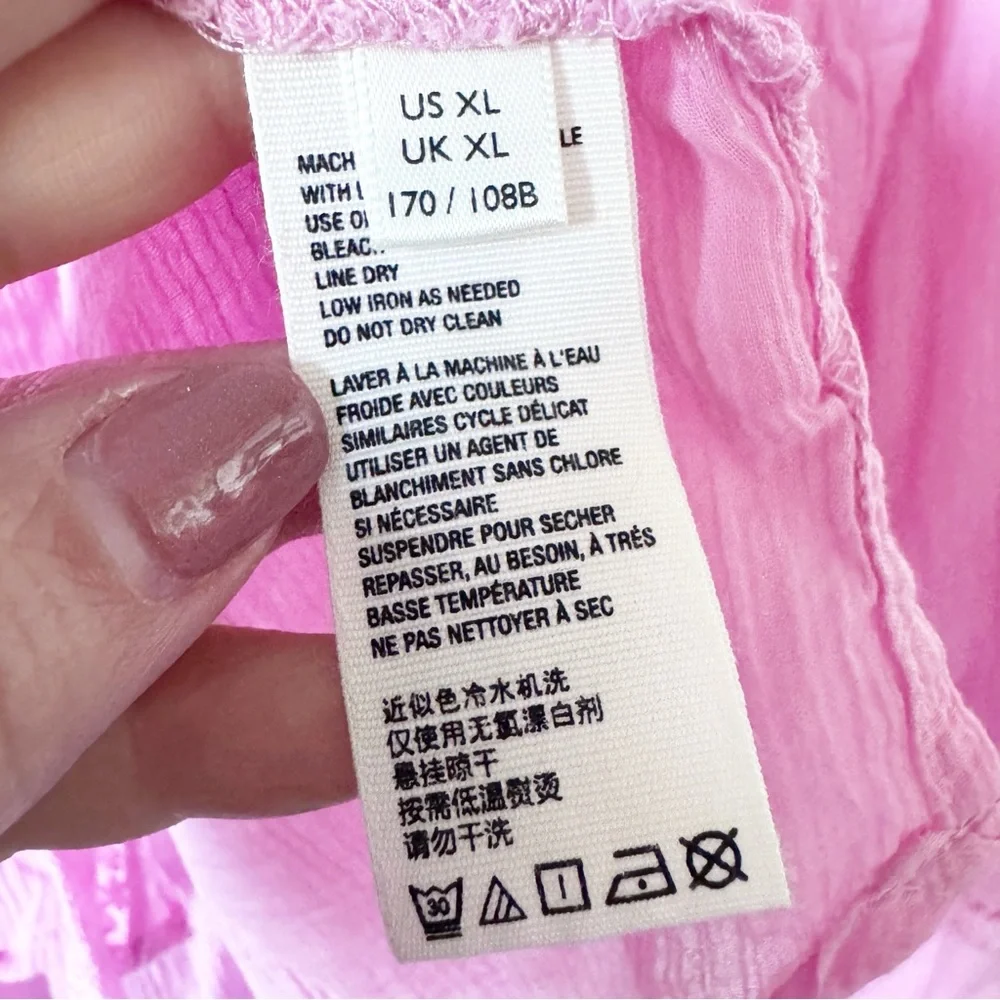 US XL
UK XL
170 / 108B
MACH LE
WITH
USE
BLEAC
LINE DRY
LOW IRON AS NEEDED
DO NOT DRY CLEAN
LAVER À LA MACHINE À L'EAU
FROIDE AVEC COULEURS
SIMILAIRES CYCLE DÉLICAT
UTILISER UN AGENT DE
BLANCHIMENT SANS CHLORE
SI NÉCESSAIRE
SUSPENDRE POUR SECHER
REPASSER, AU BESOIN, À TRÉS
BASSE TEMPÉRATURE
NE PAS NETTOYER À SEC
近似色冷水机洗
仅使用无氯漂白剂
悬挂晾干
按需低温熨烫
请勿干洗
30